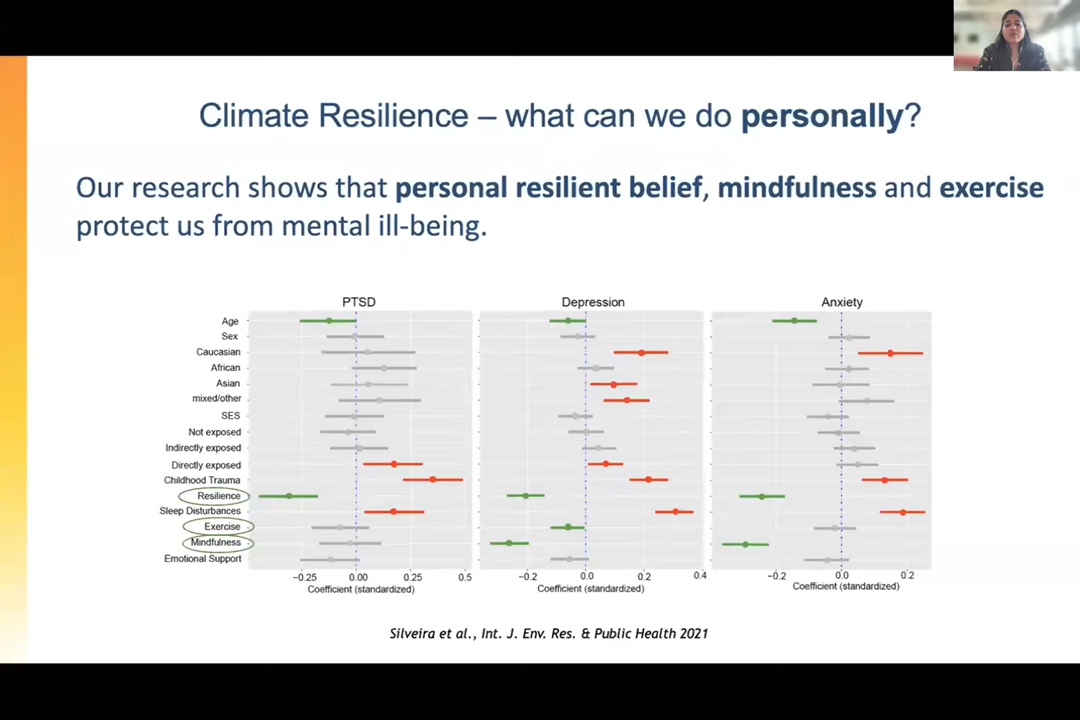 Climate Resilience – what can we do personally?
Our research shows that personal resilient belief, mindfulness and exercise
protect us from mental ill-being.
PTSD
Depression
Anxiety
Age
Sex
Caucasian
African
Asian
mixed/other
SES
Not exposed
Indirectly exposed
Directly exposed
Childhood Trauma
Resilience
Sleep Disturbances
Exercise
Mindfulness
Emotional Support
−0.25 0.00 0.25 0.5
Coefficient (standardized)
−0.2 0.0 0.2 0.4
Coefficient (standardized)
−0.2 0.0 0.2
Coefficient (standardized)
Silveira et al., Int. J. Env. Res. & Public Health 2021